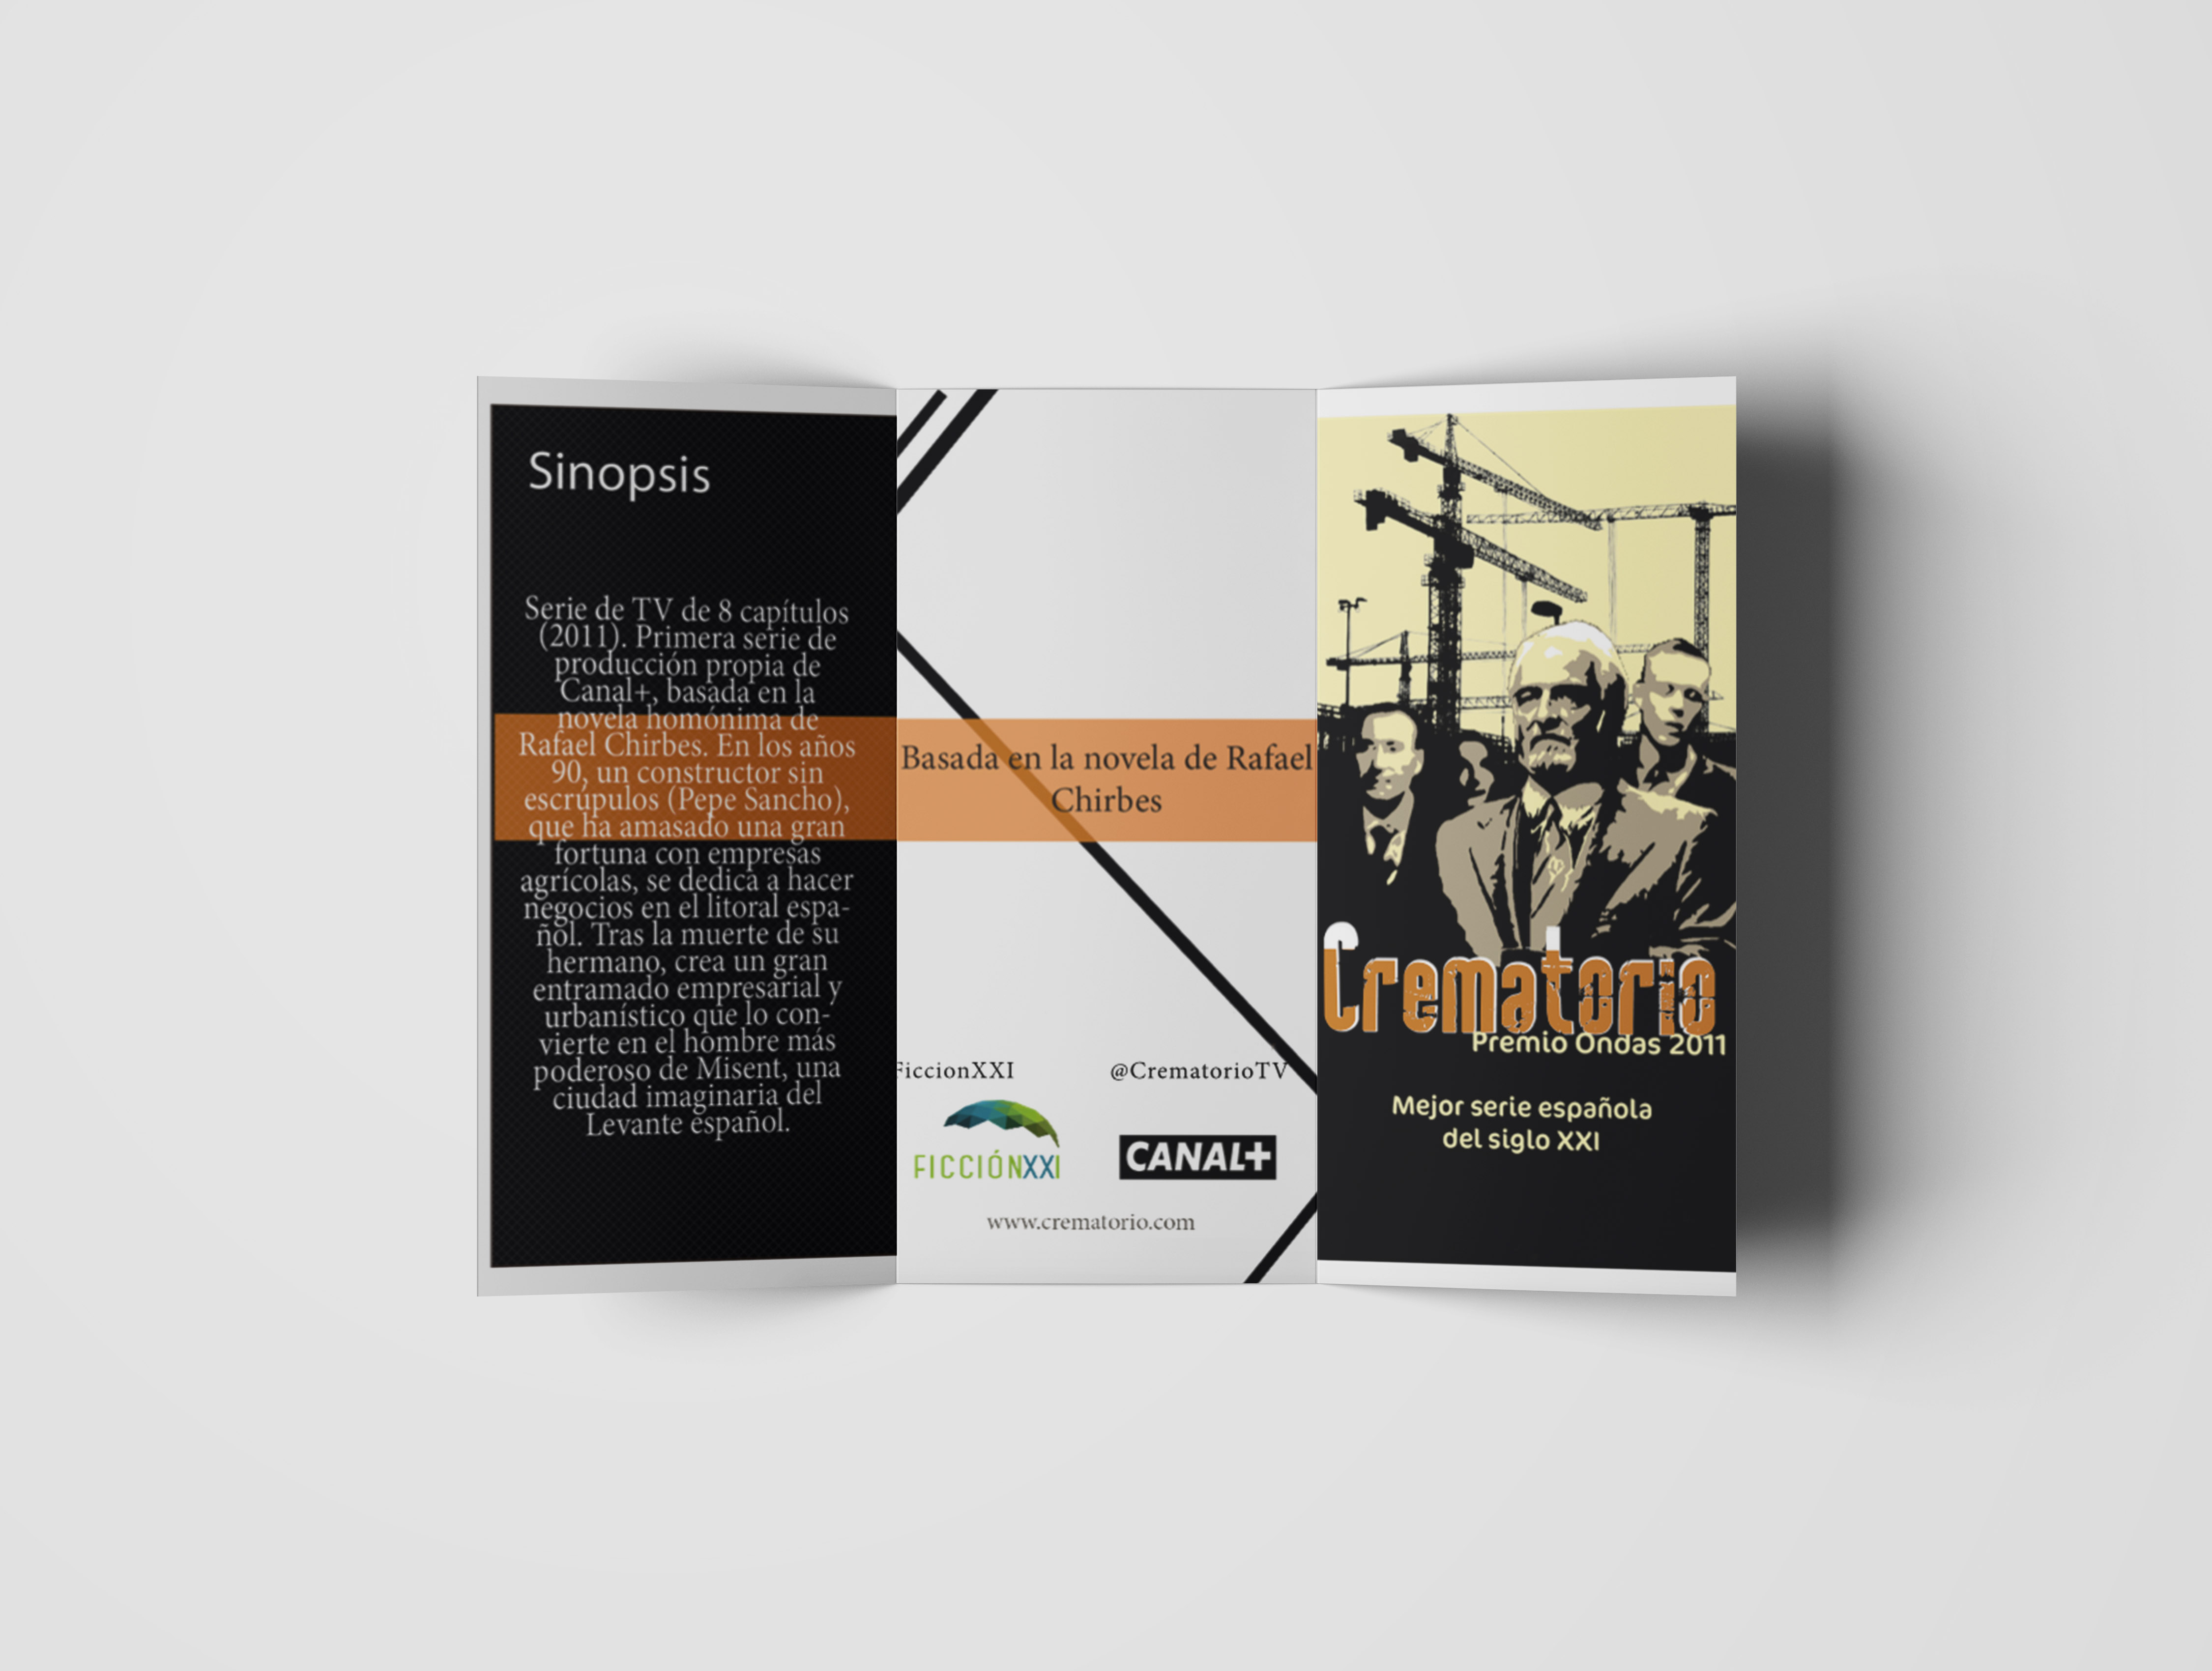 Sinopsis
Serie de TV de 8 capítulos
(2011). Primera serie de
producción propia de
Canal+, basada en la
novela homónima de
Rafael Chirbes. En los años
90, un constructor sin
escrúpulos (Pepe Sancho),
que ha amasado una gran
fortuna con empresas
agrícolas, se dedica a hacer
negocios en el litoral espa-
ñol. Tras la muerte de su
hermano, crea un gran
entramado empresarial y
urbanístico que lo con-
vierte en el hombre más
poderoso de Misent, una
ciudad imaginaria del
Levante español.
Basada en la novela de Rafael
Chirbes
FiccionXXI @CrematorioTV
FICCIÓNXXI CANAL+
www.crematorio.com
Crematorio
Premio Ondas 2011
Mejor serie española
del siglo XXI